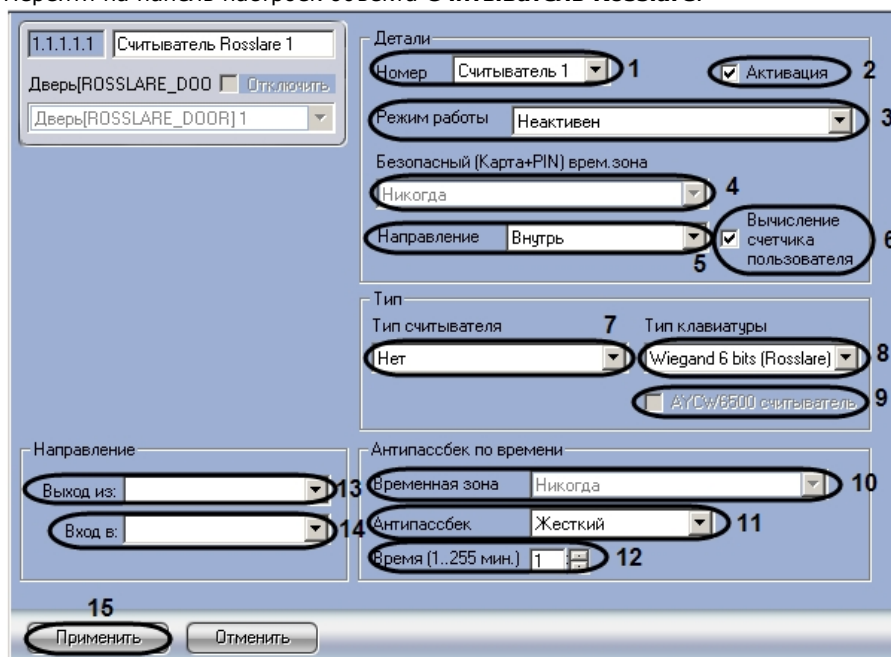 Перейти на панель настроек объекта Считыватель Rosslare.
1.1.1.1.1 Считыватель Rosslare 1
Дверь[ROSSLARE_DOO Отключить
Дверь[ROSSLARE_DOOR] 1
Детали
Номер Считыватель 1 1 Активация 2
Режим работы Неактивен 3
Безопасный (Карта+PIN) врем.зона
Никогда 4
Направление Внутрь 5
Вычисление счетчика пользователя 6
Тип
Тип считывателя 7 Тип клавиатуры
Нет Wiegand 6 bits (Rosslare) 8
AYCW6500 считыватель 9
Направление
Выход из: 13
Вход в: 14
Антипассбек по времени
Временная зона Никогда 10
Антипассбек Жесткий 11
Время (1..255 мин.) 1 12
15
Применить Отменить